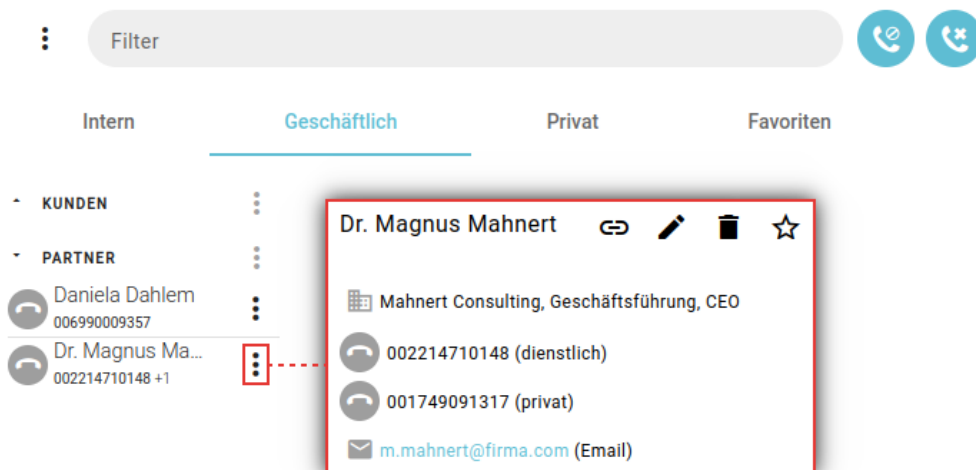 Filter
Intern Geschäftlich Privat Favoriten
KUNDEN
PARTNER
Daniela Dahlem
006990009357
Dr. Magnus Ma...
002214710148 +1
Dr. Magnus Mahnert
Mahnert Consulting, Geschäftsführung, CEO
002214710148 (dienstlich)
001749091317 (privat)
m.mahnert@firma.com (Email)